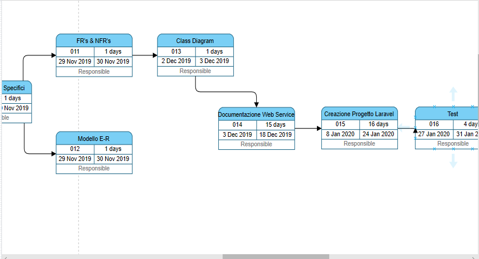 Specifici
1 days
Nov 2019
FR's & NFR's
011 1 days
29 Nov 2019 30 Nov 2019
Responsible
Modello E-R
012 1 days
29 Nov 2019 30 Nov 2019
Responsible
Class Diagram
013 1 days
2 Dec 2019 3 Dec 2019
Responsible
Documentazione Web Service
014 15 days
3 Dec 2019 18 Dec 2019
Responsible
Creazione Progetto Laravel
015 16 days
8 Jan 2020 24 Jan 2020
Responsible
Test
016 4 day
27 Jan 2020 31 Jan 2
Responsible